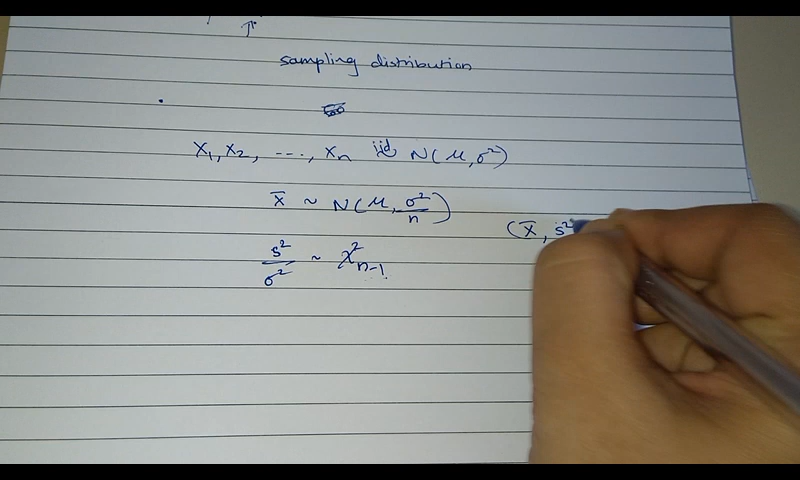 sampling distribution
X₁, X₂, ---, Xn iid N(μ, σ²)
X̄ ~ N(μ, σ²/n)
(X̄, s²
s²/σ² ~ χ²n-1